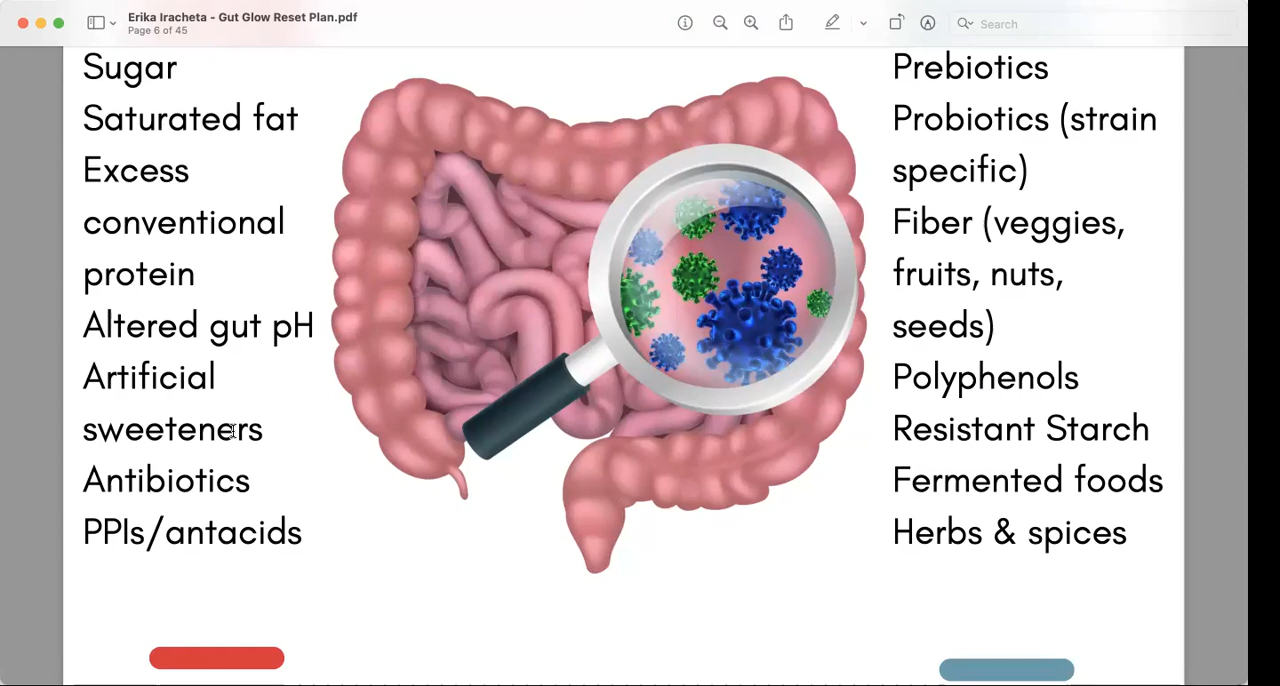 Erika Iracheta - Gut Glow Reset Plan.pdf
Page 6 of 45
Search
Sugar
Saturated fat
Excess
conventional
protein
Altered gut pH
Artificial
sweeteners
Antibiotics
PPIs/antacids
Prebiotics
Probiotics (strain
specific)
Fiber (veggies,
fruits, nuts,
seeds)
Polyphenols
Resistant Starch
Fermented foods
Herbs & spices